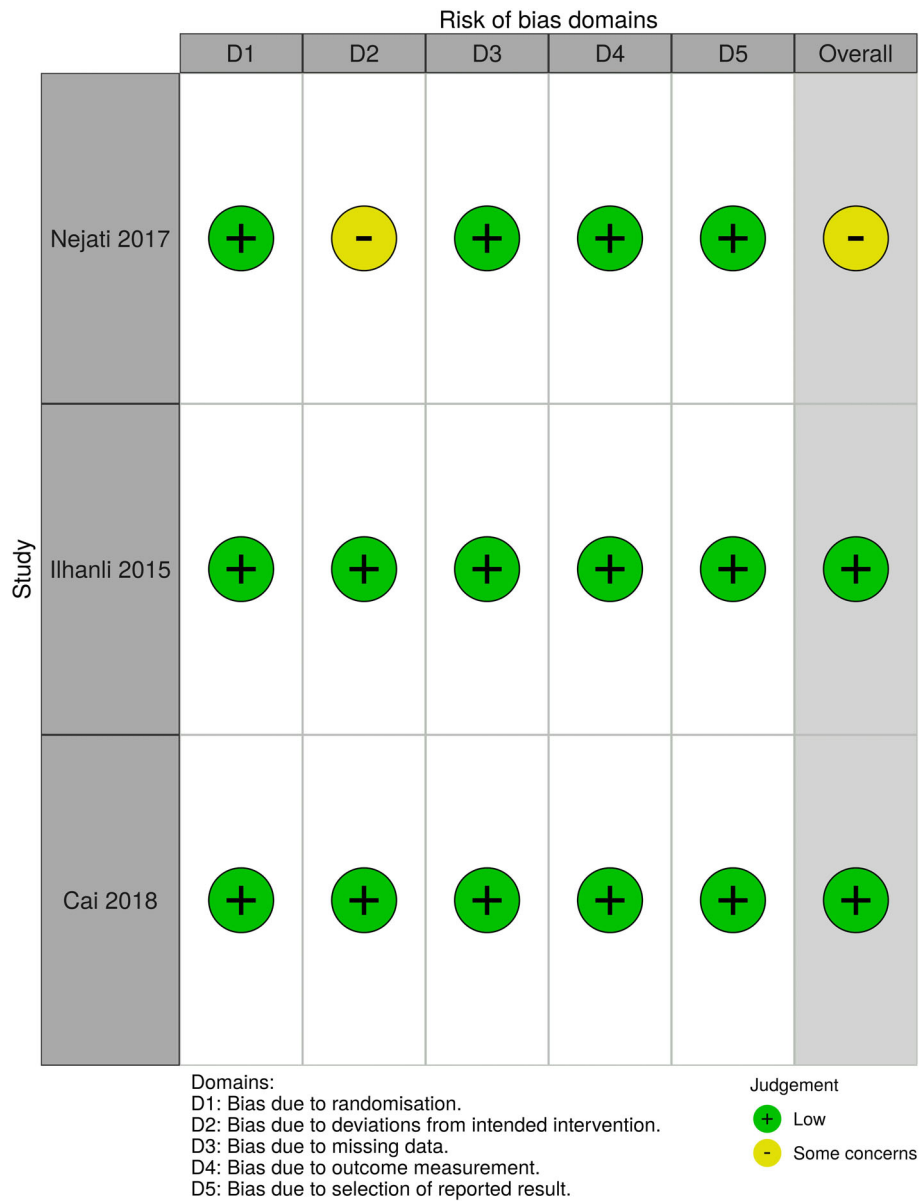 Risk of bias domains
D1 D2 D3 D4 D5 Overall
Study
Nejati 2017 + - + + + -
Ilhanli 2015 + + + + + +
Cai 2018 + + + + + +
Domains:
D1: Bias due to randomisation.
D2: Bias due to deviations from intended intervention.
D3: Bias due to missing data.
D4: Bias due to outcome measurement.
D5: Bias due to selection of reported result.
Judgement
+ Low
- Some concerns